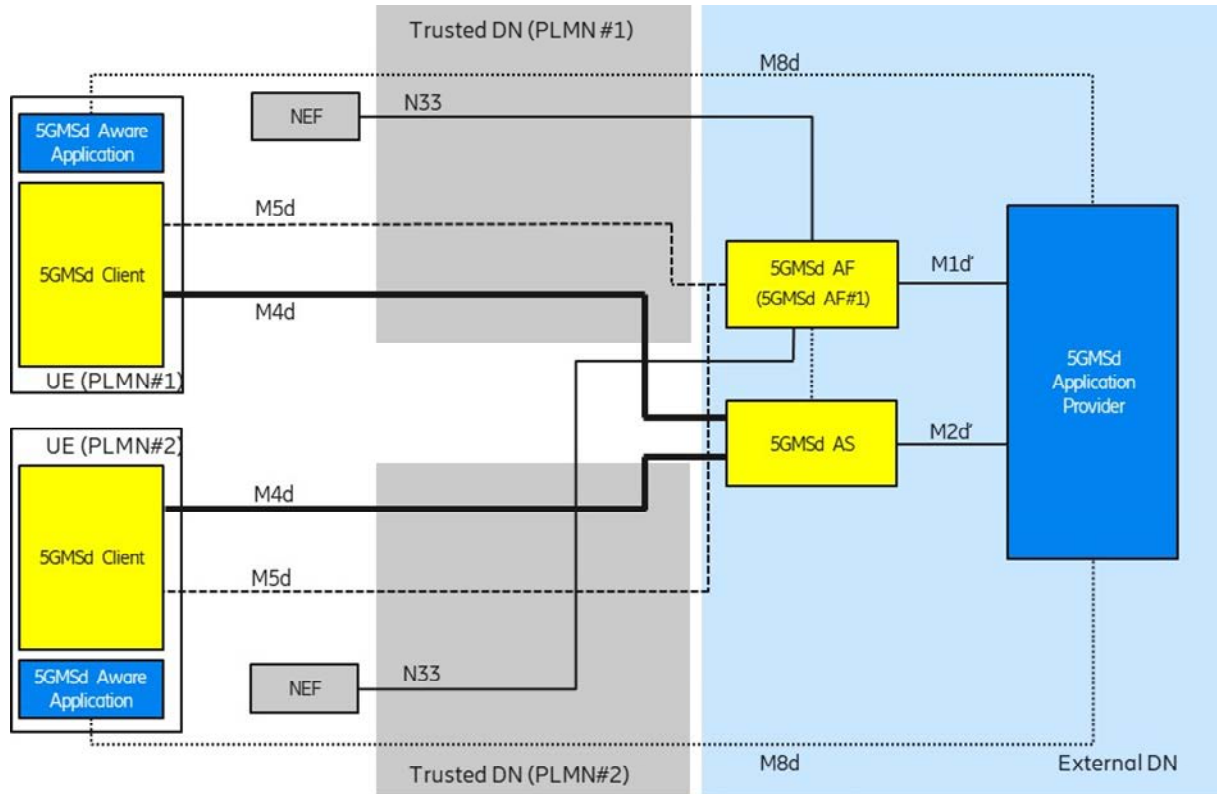 Trusted DN (PLMN #1)
M8d
5GMSd Aware
Application
NEF
N33
M5d
5GMSd Client
M4d
UE (PLMN#1)
5GMSd AF
(5GMSd AF#1)
M1d'
5GMSd
Application
Provider
5GMSd AS
M2d'
UE (PLMN#2)
M4d
5GMSd Client
M5d
5GMSd Aware
Application
NEF
N33
M8d
External DN
Trusted DN (PLMN#2)